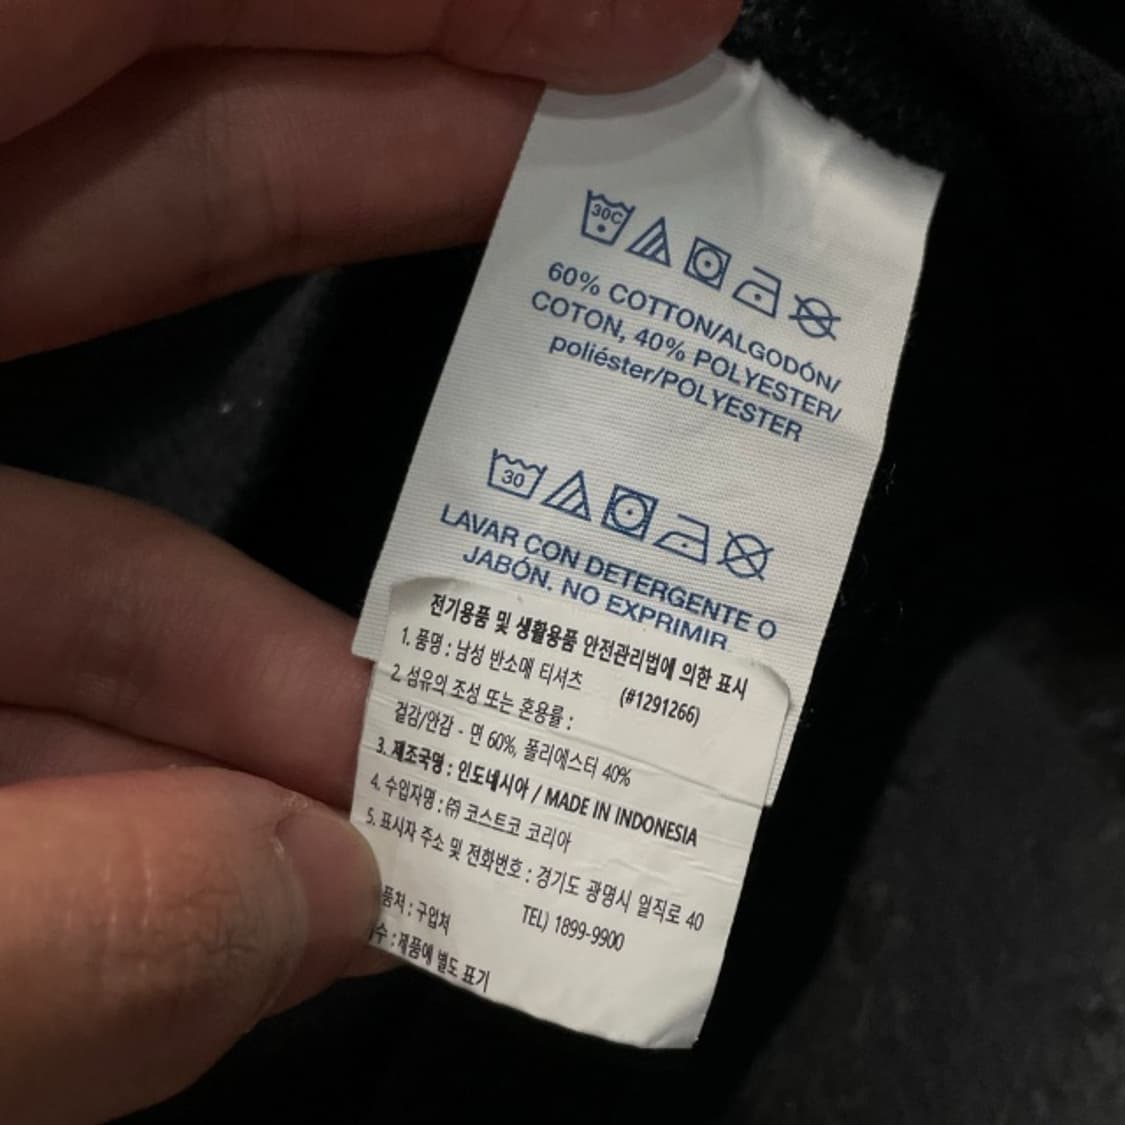 30C
60% COTTON/ALGODÓN/
COTON, 40% POLYESTER/
poliéster/POLYESTER
30
LAVAR CON DETERGENTE O
JABÓN. NO EXPRIMIR
전기용품 및 생활용품 안전관리법에 의한 표시
1. 품명 : 남성 반소매 티셔츠 (#1291266)
2. 섬유의 조성 또는 혼용률 :
겉감/안감 - 면 60%, 폴리에스터 40%
3. 제조국명 : 인도네시아 / MADE IN INDONESIA
4. 수입자명 : ㈜ 코스트코 코리아
5. 표시자 주소 및 전화번호 : 경기도 광명시 일직로 40
TEL) 1899-9900
품처 : 구입처
수 : 제품에 별도 표기